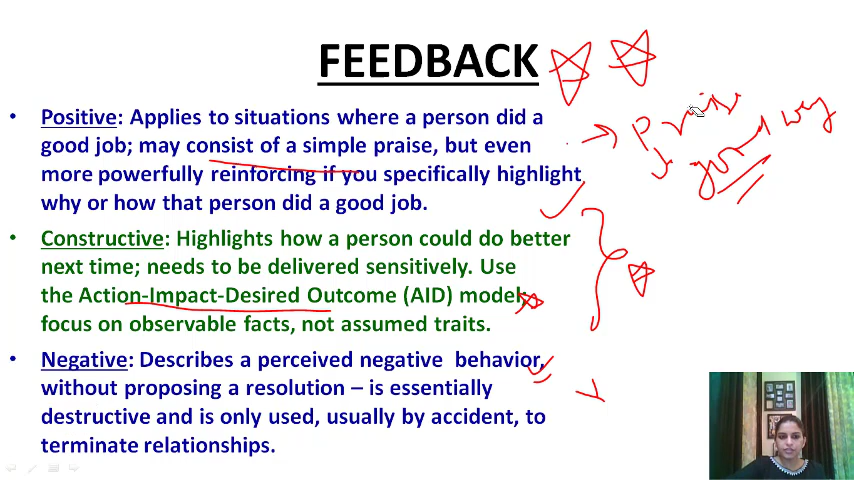 FEEDBACK
• Positive: Applies to situations where a person did a
good job; may consist of a simple praise, but even
more powerfully reinforcing if you specifically highlight
why or how that person did a good job.
• Constructive: Highlights how a person could do better
next time; needs to be delivered sensitively. Use
the Action-Impact-Desired Outcome (AID) model;
focus on observable facts, not assumed traits.
• Negative: Describes a perceived negative behavior,
without proposing a resolution – is essentially
destructive and is only used, usually by accident, to
terminate relationships.
Praise
good way